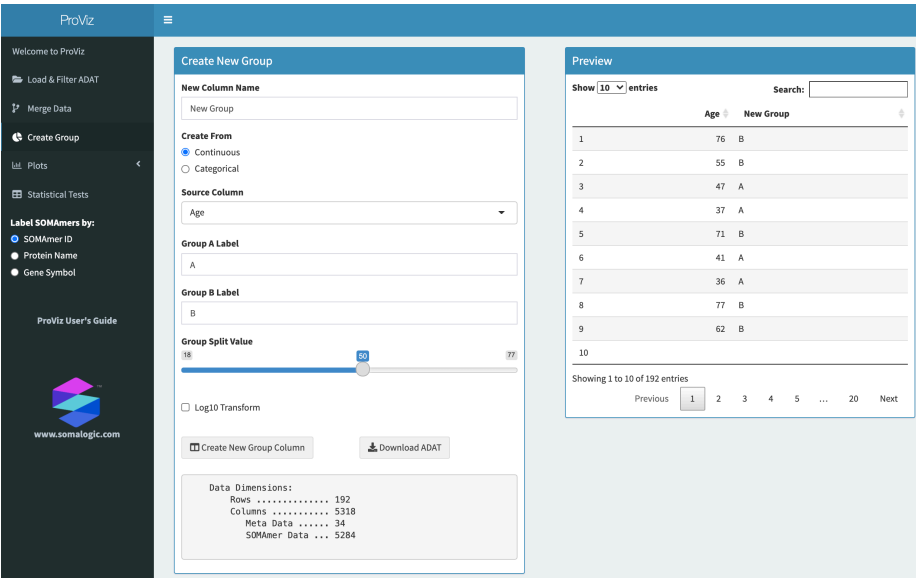 ProViz
Welcome to ProViz
Load & Filter ADAT
Merge Data
Create Group
Plots
Statistical Tests
Label SOMAmers by:
SOMAmer ID
Protein Name
Gene Symbol
ProViz User's Guide
www.somalogic.com
Create New Group
New Column Name
New Group
Create From
Continuous
Categorical
Source Column
Age
Group A Label
A
Group B Label
B
Group Split Value
18 50 77
Log10 Transform
Create New Group Column Download ADAT
Data Dimensions:
Rows .............. 192
Columns ........... 5318
Meta Data ...... 34
SOMAmer Data ... 5284
Preview
Show 10 entries Search:
Age New Group
1 76 B
2 55 B
3 47 A
4 37 A
5 71 B
6 41 A
7 36 A
8 77 B
9 62 B
10
Showing 1 to 10 of 192 entries
Previous 1 2 3 4 5 ... 20 Next